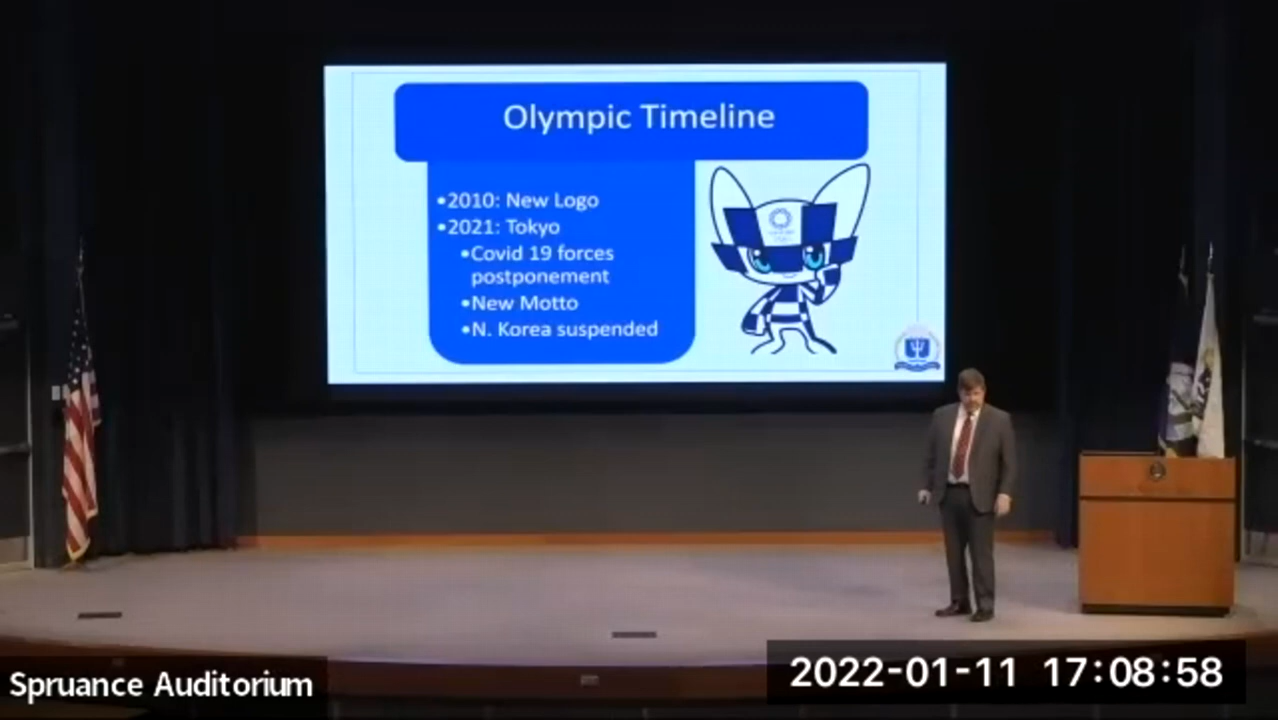 Olympic Timeline
•2010: New Logo
•2021: Tokyo
•Covid 19 forces
postponement
•New Motto
•N. Korea suspended
Spruance Auditorium
2022-01-11 17:08:58